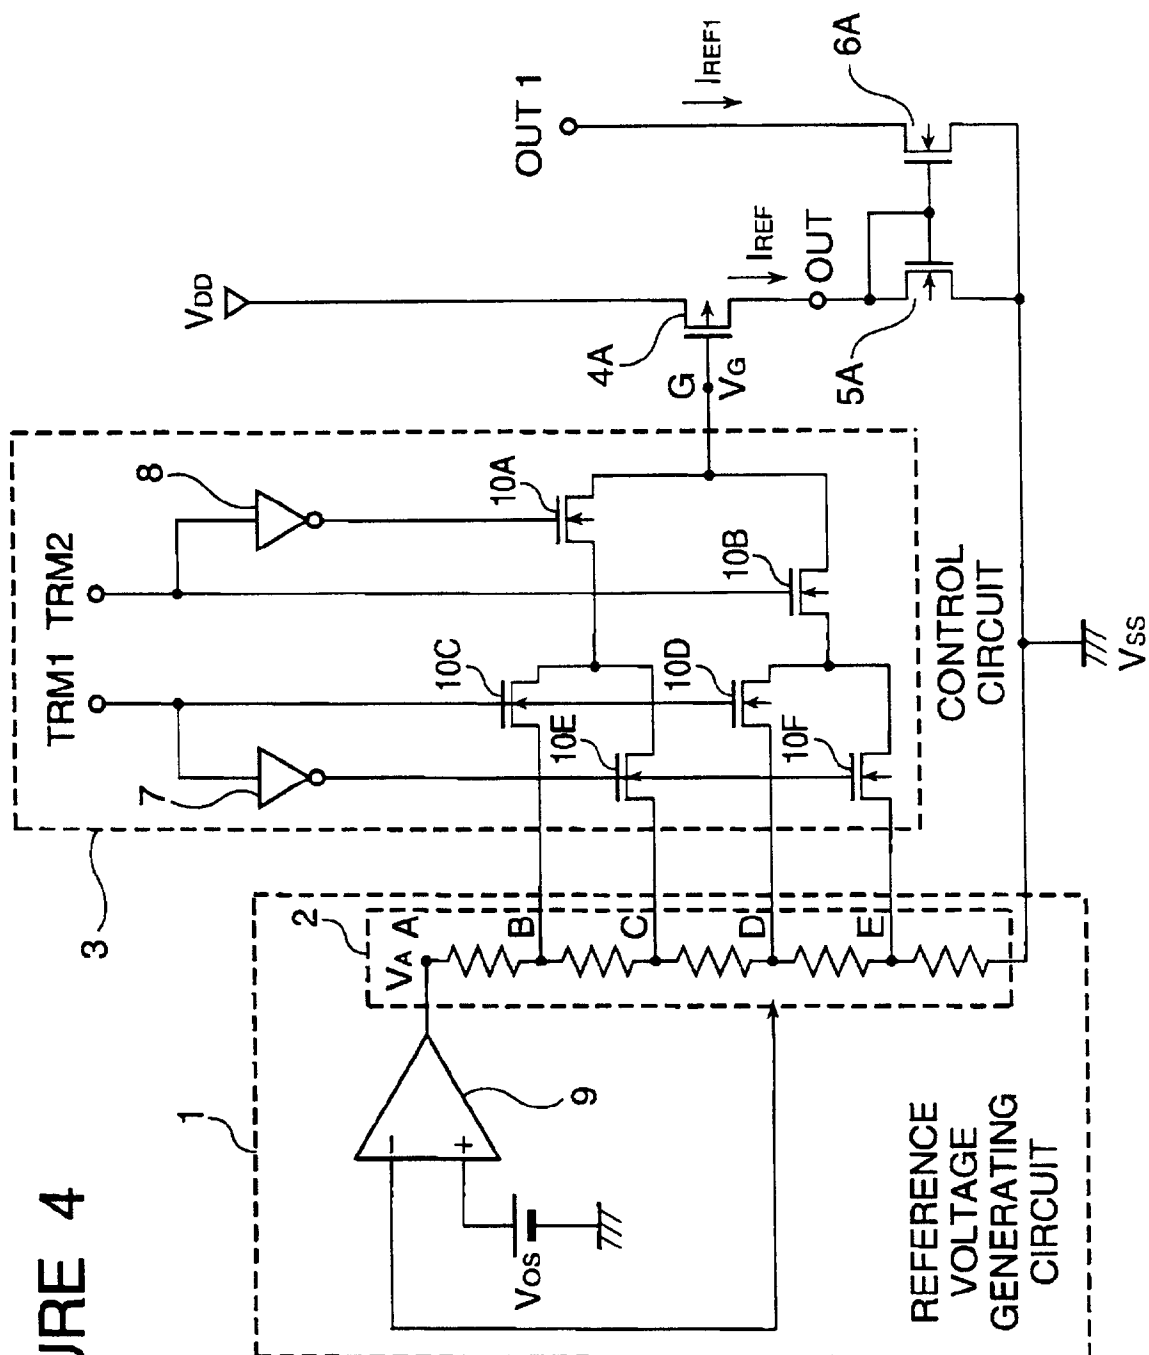 URE 4
1
REFERENCE
VOLTAGE
GENERATING
CIRCUIT
VOS
-
+
9
2
VA A
B
C
D
E
3
TRM1 TRM2
7
8
10A
10B
10C
10D
10E
10F
CONTROL
CIRCUIT
VDD
4A
G
VG
IREF
OUT
5A
OUT 1
IREF1
6A
VSS